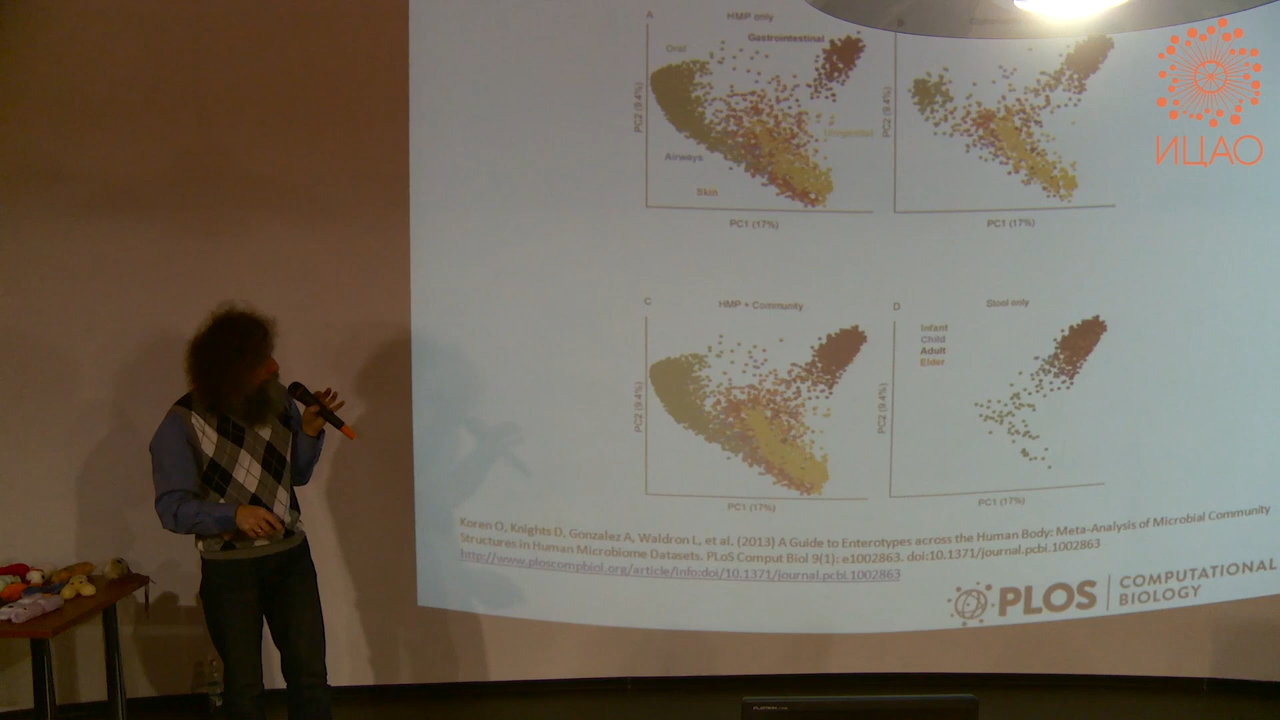 A
HMP only
Gastrointestinal
Oral
Airways
Skin
PC2 (9.4%)
PC1 (17%)
PC2 (9.4%)
PC1 (17%)
ИЦАО
C
HMP + Community
PC2 (9.4%)
PC1 (17%)
D
Stool only
Infant
Child
Adult
Elder
PC2 (9.4%)
PC1 (17%)
Koren O, Knights D, Gonzalez A, Waldron L, et al. (2013) A Guide to Enterotypes across the Human Body: Meta-Analysis of Microbial Community
Structures in Human Microbiome Datasets. PLoS Comput Biol 9(1): e1002863. doi:10.1371/journal.pcbi.1002863
http://www.ploscompbiol.org/article/info:doi/10.1371/journal.pcbi.1002863
PLOS
COMPUTATIONAL
BIOLOGY